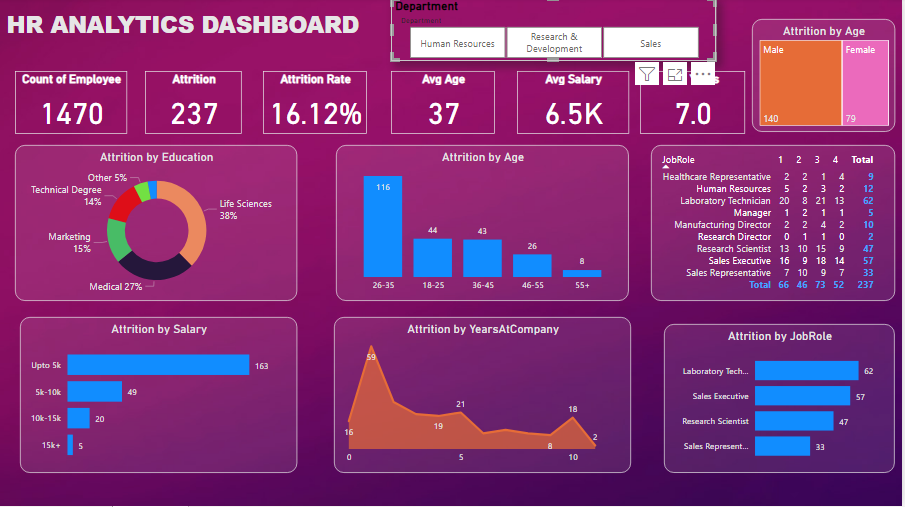 HR ANALYTICS DASHBOARD
Department
Department
Human Resources
Research &
Development
Sales
Count of Employee
1470
Attrition
237
Attrition Rate
16.12%
Avg Age
37
Avg Salary
6.5K
7.0
Attrition by Age
Male
Female
140
79
Attrition by Education
Other 5%
Technical Degree
14%
Marketing
15%
Medical 27%
Life Sciences
38%
Attrition by Age
116
44
43
26
8
26-35
18-25
36-45
46-55
55+
JobRole 1 2 3 4 Total
Healthcare Representative 2 2 1 4 9
Human Resources 5 2 3 2 12
Laboratory Technician 20 8 21 13 62
Manager 1 2 1 1 5
Manufacturing Director 2 2 4 2 10
Research Director 0 1 1 0 2
Research Scientist 13 10 15 9 47
Sales Executive 16 9 18 14 57
Sales Representative 7 10 9 7 33
Total 66 46 73 52 237
Attrition by Salary
Upto 5k 163
5k-10k 49
10k-15k 20
15k+ 5
Attrition by YearsAtCompany
59
16
19
21
8
18
2
0
5
10
Attrition by JobRole
Laboratory Tech... 62
Sales Executive 57
Research Scientist 47
Sales Represent... 33